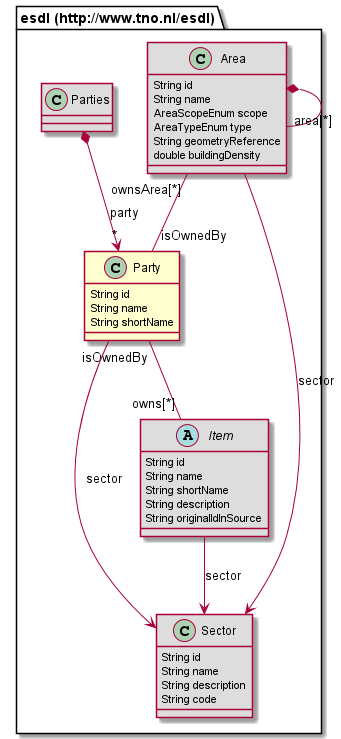 esdl (http://www.tno.nl/esdl)
C Area
String id
String name
AreaScopeEnum scope
AreaTypeEnum type
String geometryReference
double buildingDensity
C Parties
area[*]
ownsArea[*]
party
*
isOwnedBy
C Party
String id
String name
String shortName
isOwnedBy
sector
owns[*]
A Item
String id
String name
String shortName
String description
String originalIdInSource
sector
sector
C Sector
String id
String name
String description
String code